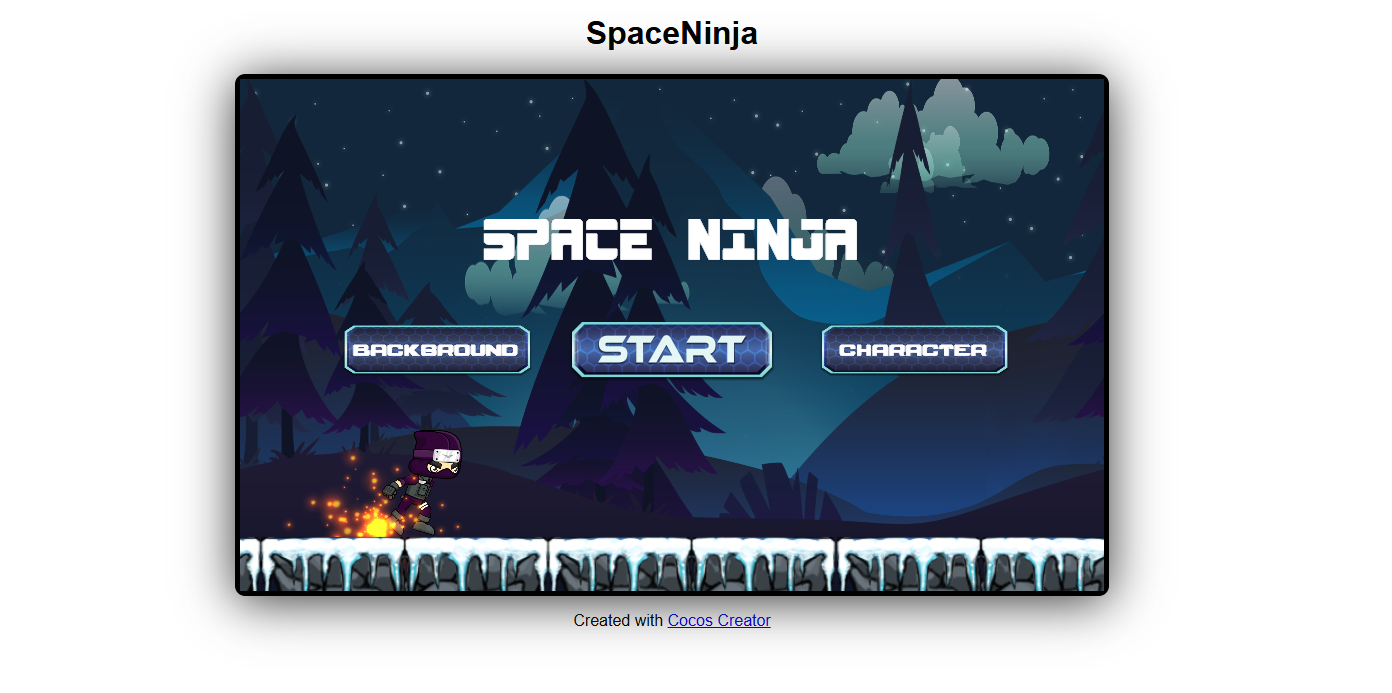 SpaceNinja
SPACE NINJA
BACKBROUND
START
CHARACTER
Created with Cocos Creator